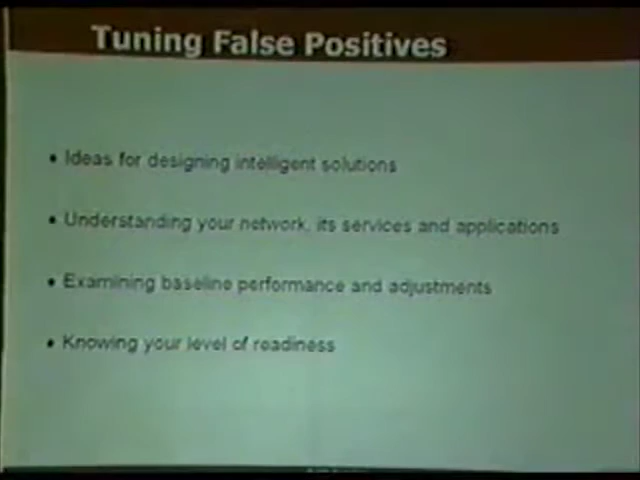 Tuning False Positives
• Ideas for designing intelligent solutions
• Understanding your network, its services and applications
• Examining baseline performance and adjustments
• Knowing your level of readiness